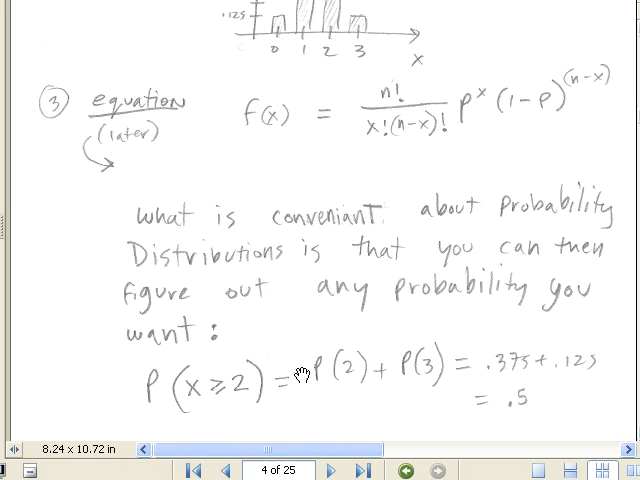 .125
0 1 2 3
x
③ equation f(x) = n! / x!(n-x)! p^x (1-p)^(n-x)
(later)
what is conveniant about probability
Distributions is that you can then
figure out any probability you
want:
P(x≥2) = P(2) + P(3) = .375+.125
= .5
8.24 x 10.72 in
4 of 25